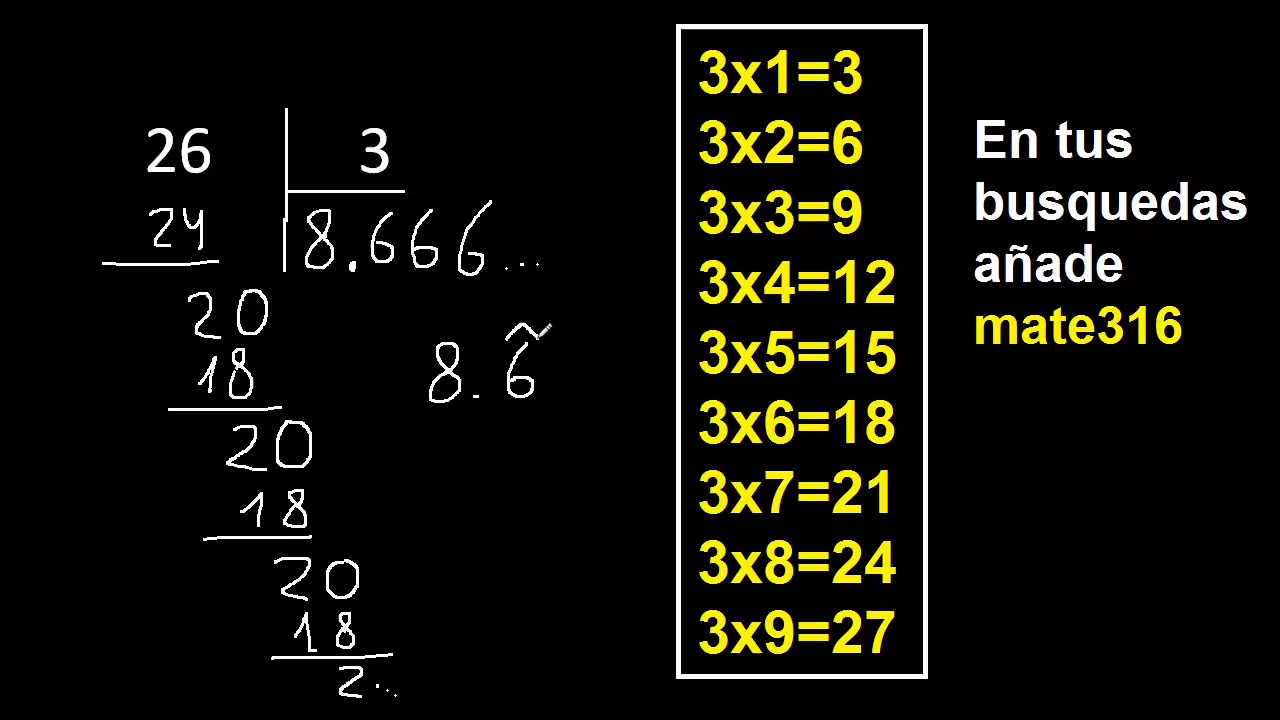 26 3
24 8.666...
20
18 8.6
20
18
20
18
2...
3x1=3
3x2=6
3x3=9
3x4=12
3x5=15
3x6=18
3x7=21
3x8=24
3x9=27
En tus
busquedas
añade
mate316